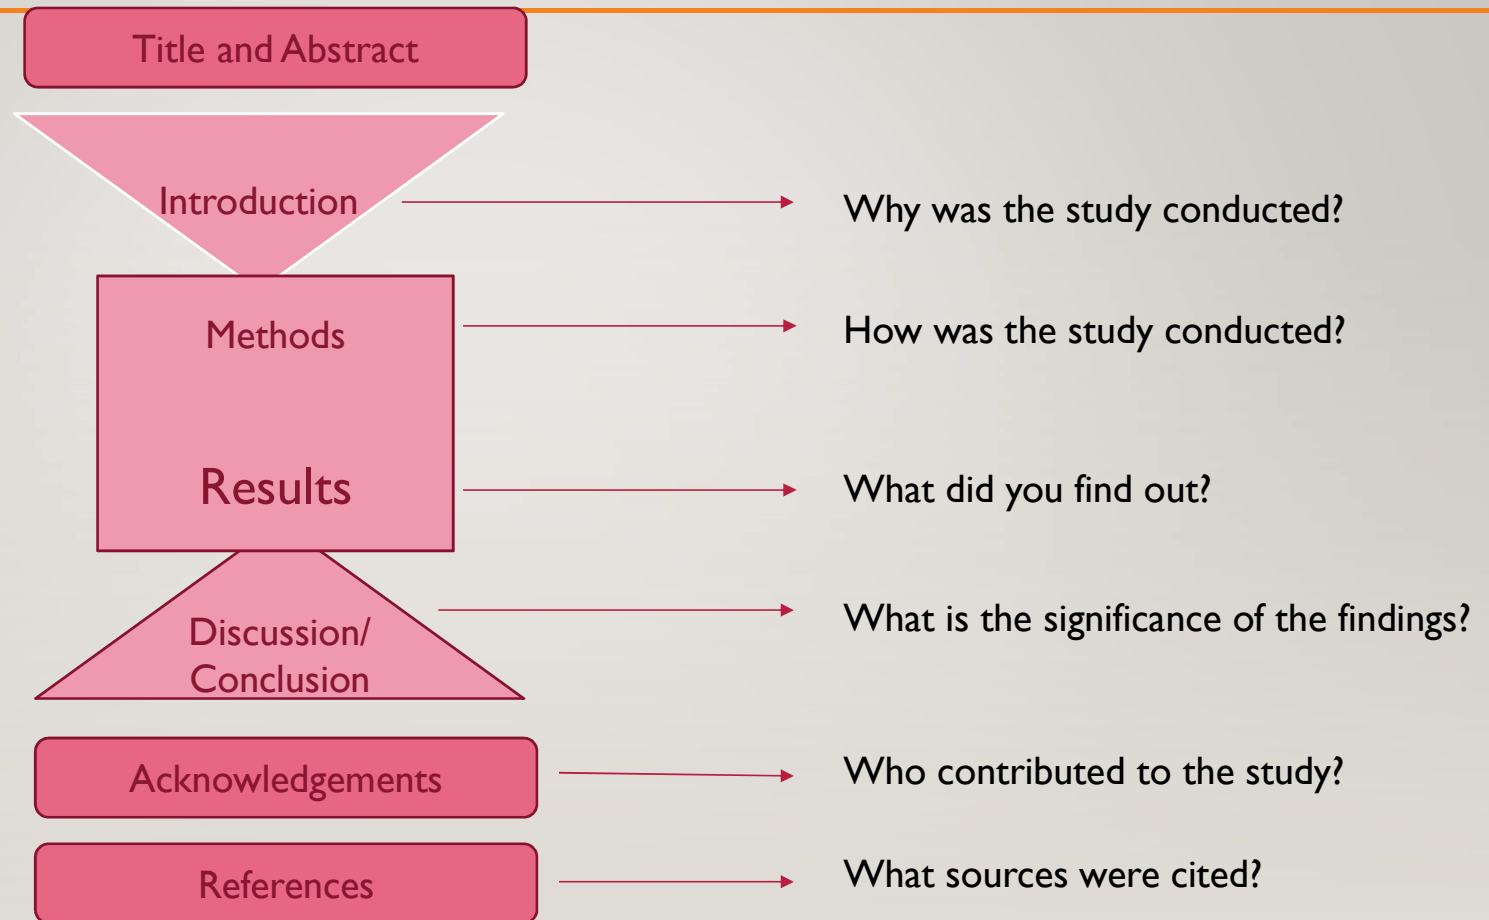 Title and Abstract
Introduction
Why was the study conducted?
Methods
How was the study conducted?
Results
What did you find out?
Discussion/
Conclusion
What is the significance of the findings?
Acknowledgements
Who contributed to the study?
References
What sources were cited?